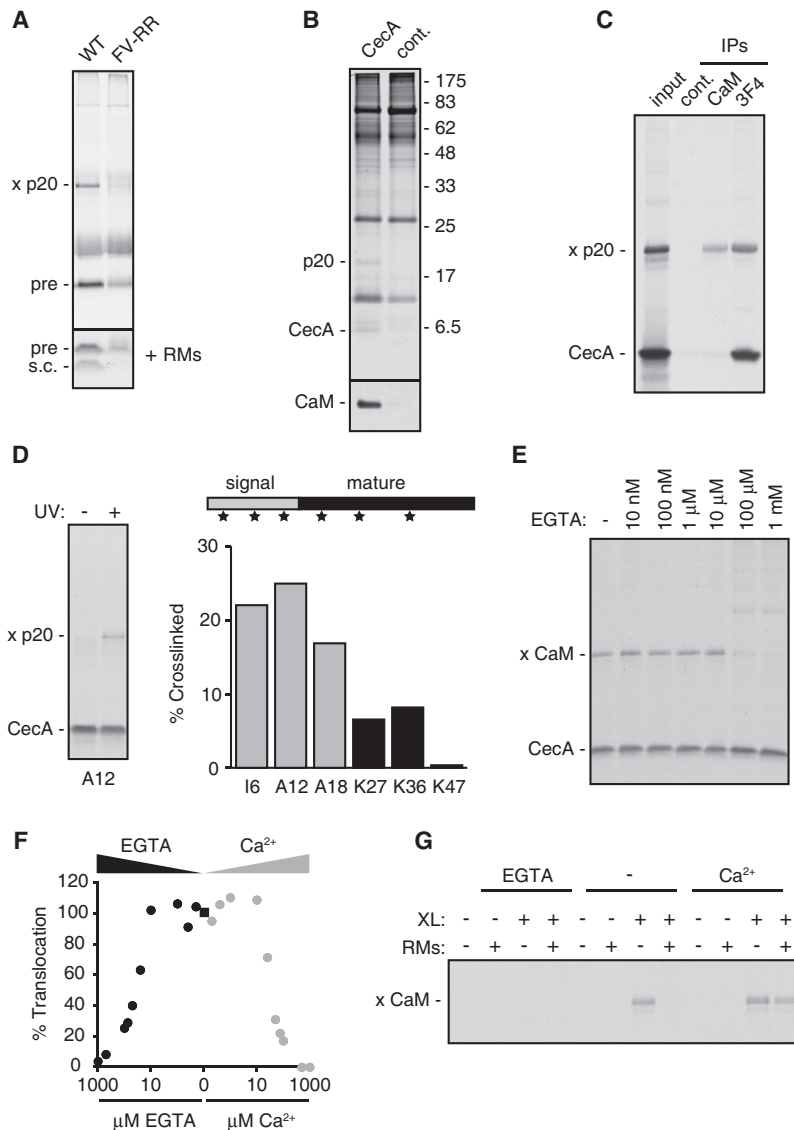 A
WT
FV-RR
x p20 -
pre -
pre -
s.c. -
+ RMs
B
CecA
cont.
- 175
- 83
- 62
- 48
- 33
- 25
- 17
- 6.5
p20 -
CecA -
CaM -
C
IPs
input
cont.
CaM
3F4
x p20 -
CecA -
D
UV: - +
x p20 -
CecA -
A12
signal mature
★ ★ ★ ★ ★ ★
% Crosslinked
30
20
10
0
I6 A12 A18 K27 K36 K47
E
EGTA: - 10 nM 100 nM 1 µM 10 µM 100 µM 1 mM
x CaM -
CecA -
F
EGTA Ca²⁺
% Translocation
120
100
80
60
40
20
0
1000 10 0 10 1000
µM EGTA µM Ca²⁺
G
EGTA - Ca²⁺
XL: - - + + - - + + - - + +
RMs: - + - + - + - + - + - +
x CaM -